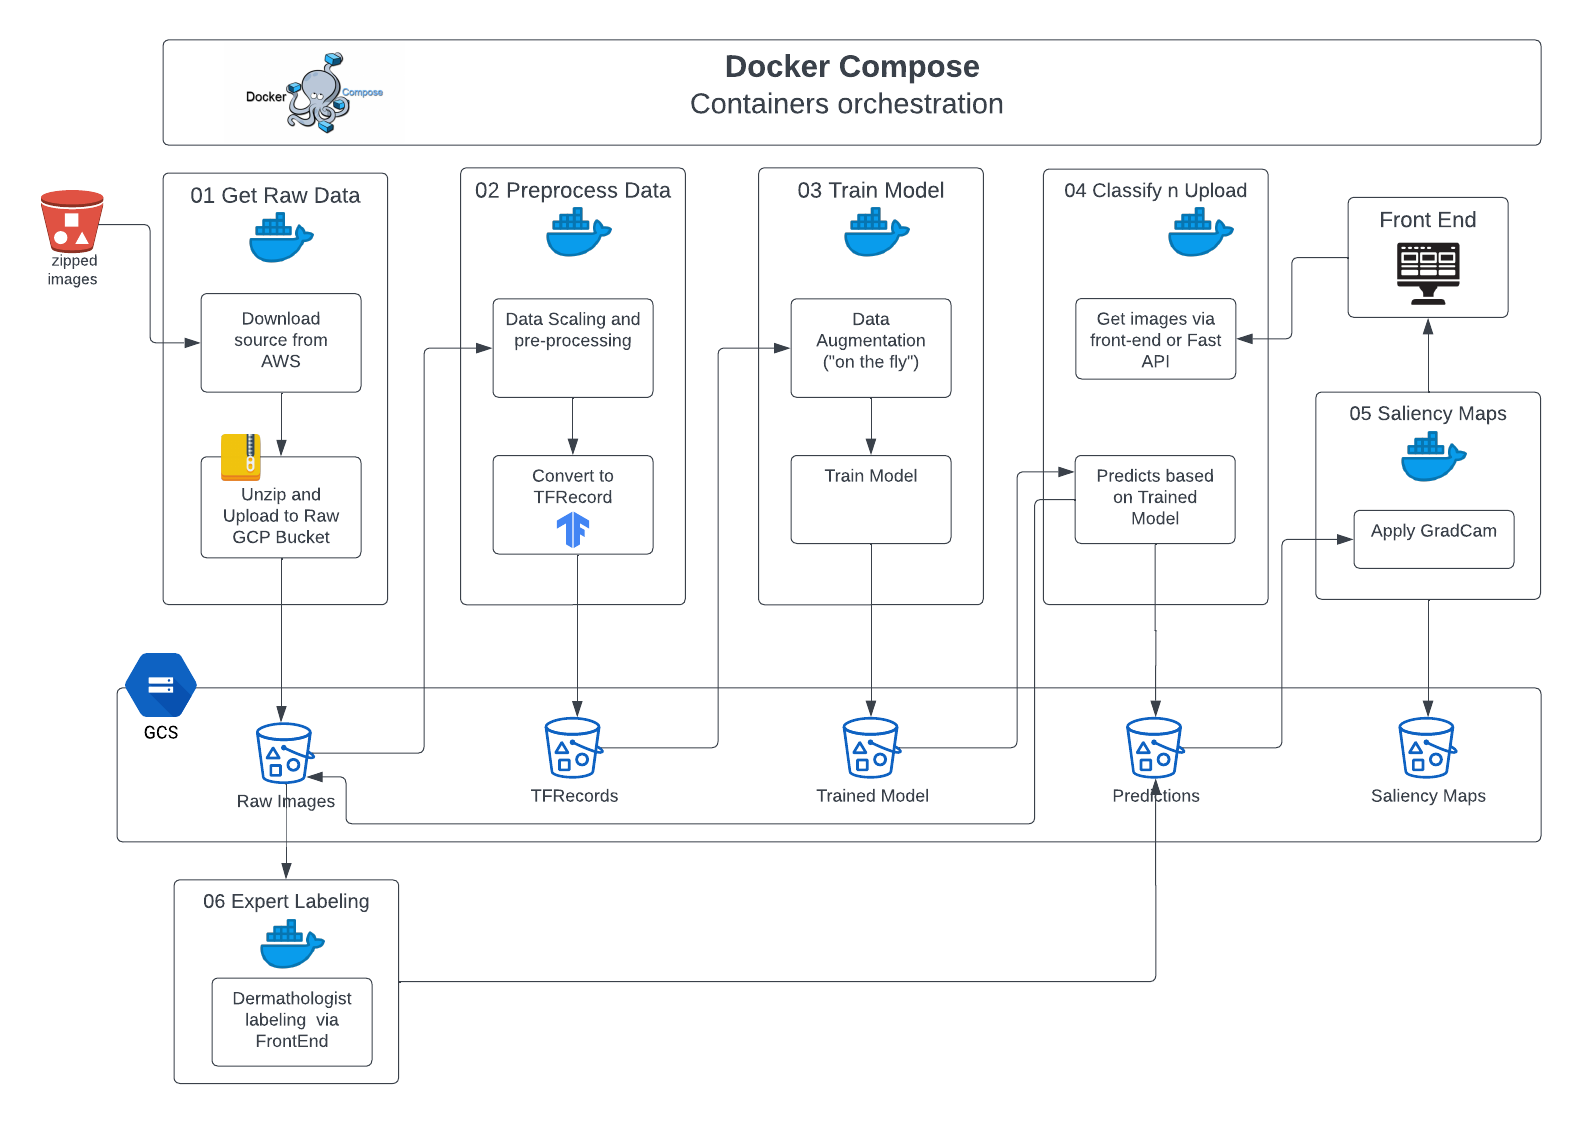 Docker Compose
Containers orchestration
Docker
Compose
zipped
images
01 Get Raw Data
Download
source from
AWS
Unzip and
Upload to Raw
GCP Bucket
02 Preprocess Data
Data Scaling and
pre-processing
Convert to
TFRecord
03 Train Model
Data
Augmentation
("on the fly")
Train Model
04 Classify n Upload
Get images via
front-end or Fast
API
Predicts based
on Trained
Model
Front End
05 Saliency Maps
Apply GradCam
GCS
Raw Images
TFRecords
Trained Model
Predictions
Saliency Maps
06 Expert Labeling
Dermathologist
labeling via
FrontEnd